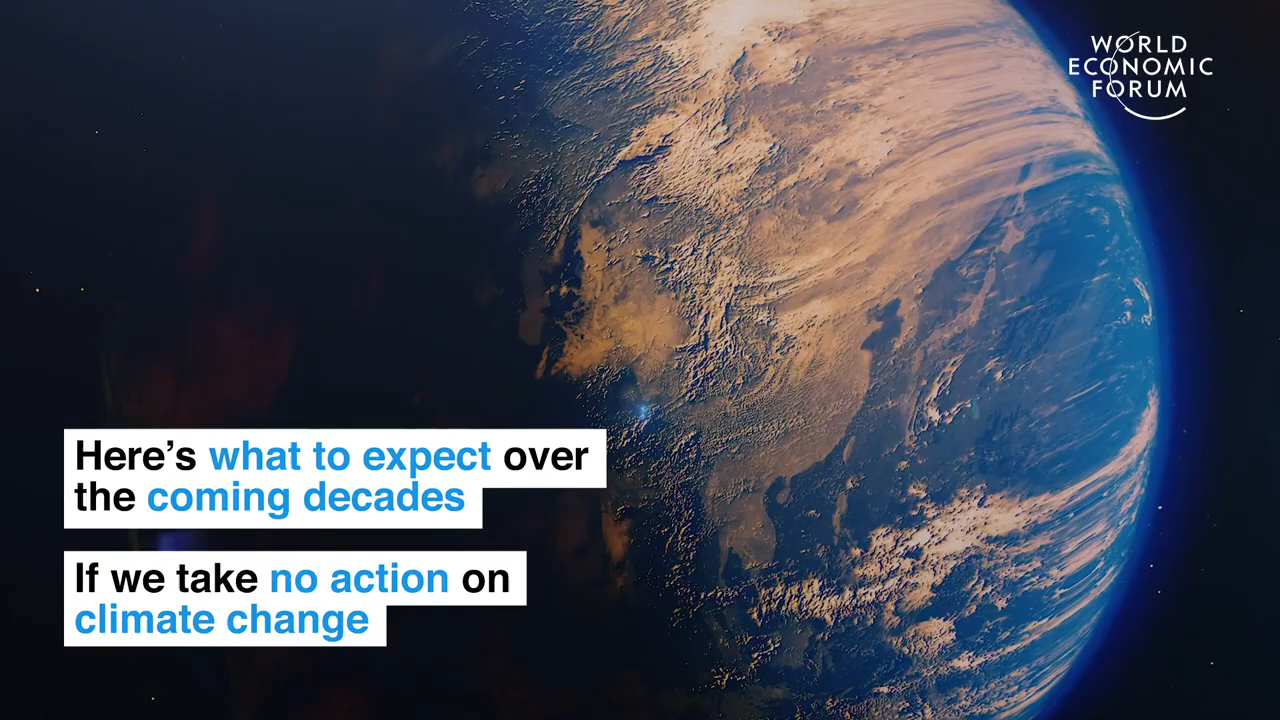 WORLD
ECONOMIC
FORUM
Here's what to expect over
the coming decades
If we take no action on
climate change